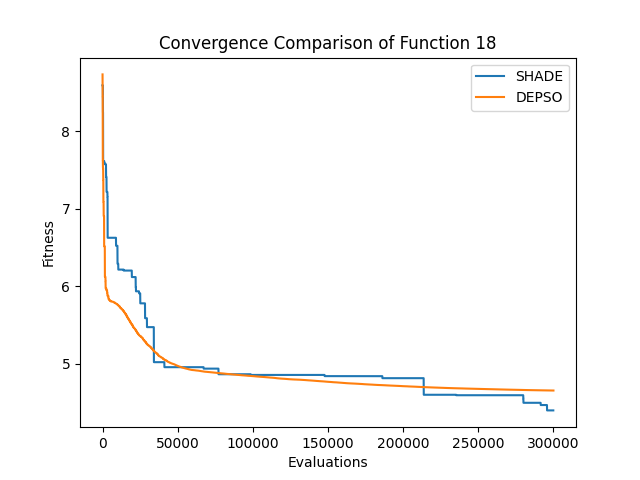 Convergence Comparison of Function 18
SHADE
DEPSO
Fitness
8
7
6
5
0 50000 100000 150000 200000 250000 300000
Evaluations